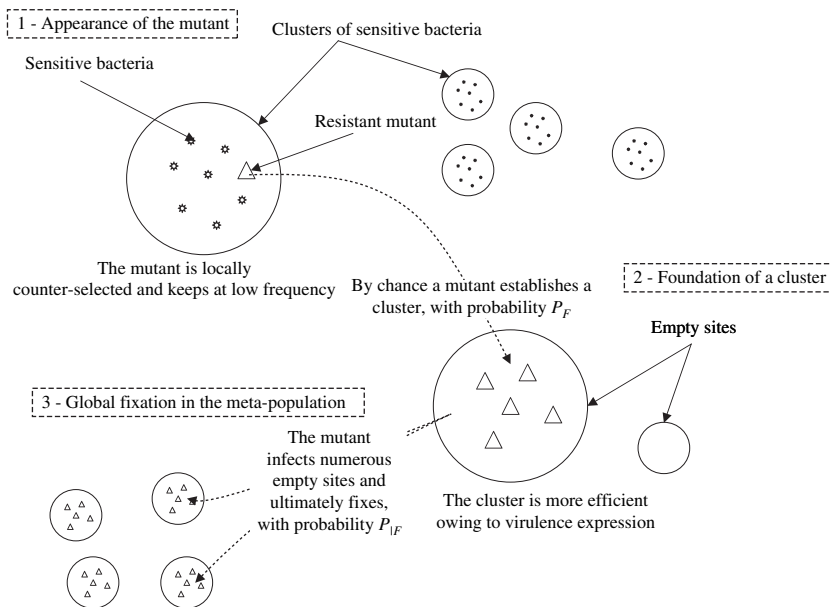 1 - Appearance of the mutant
Clusters of sensitive bacteria
Sensitive bacteria
Resistant mutant
The mutant is locally
counter-selected and keeps at low frequency
By chance a mutant establishes a
cluster, with probability P_F
2 - Foundation of a cluster
Empty sites
3 - Global fixation in the meta-population
The mutant
infects numerous
empty sites and
ultimately fixes,
with probability P_|F
The cluster is more efficient
owing to virulence expression